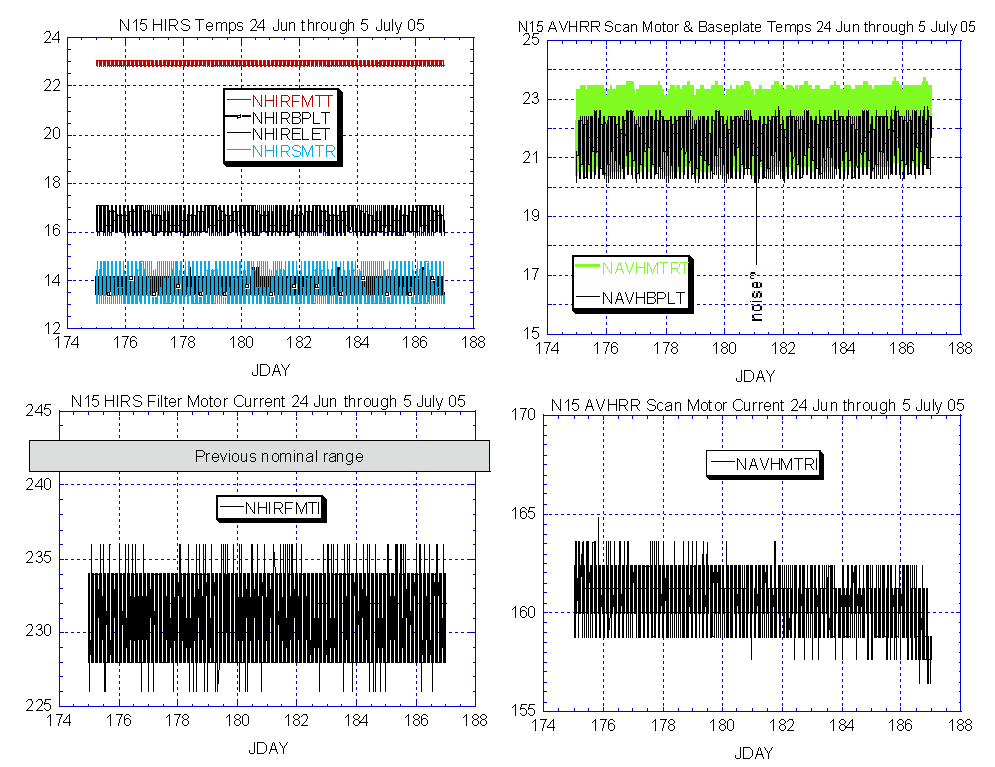 N15 HIRS Temps 24 Jun through 5 July 05
24
22
20
18
16
14
12
NHIRFMTT
NHIRBPLT
NHIRELET
NHIRSMTR
174 176 178 180 182 184 186 188
JDAY
N15 AVHRR Scan Motor & Baseplate Temps 24 Jun through 5 July 05
25
23
21
19
17
15
NAVHMTRT
NAVHBPLT
noise?
174 176 178 180 182 184 186 188
JDAY
N15 HIRS Filter Motor Current 24 Jun through 5 July 05
245
Previous nominal range
240
NHIRFMTI
235
230
225
174 176 178 180 182 184 186 188
JDAY
N15 AVHRR Scan Motor Current 24 Jun through 5 July 05
170
NAVHMTRI
165
160
155
174 176 178 180 182 184 186 188
JDAY